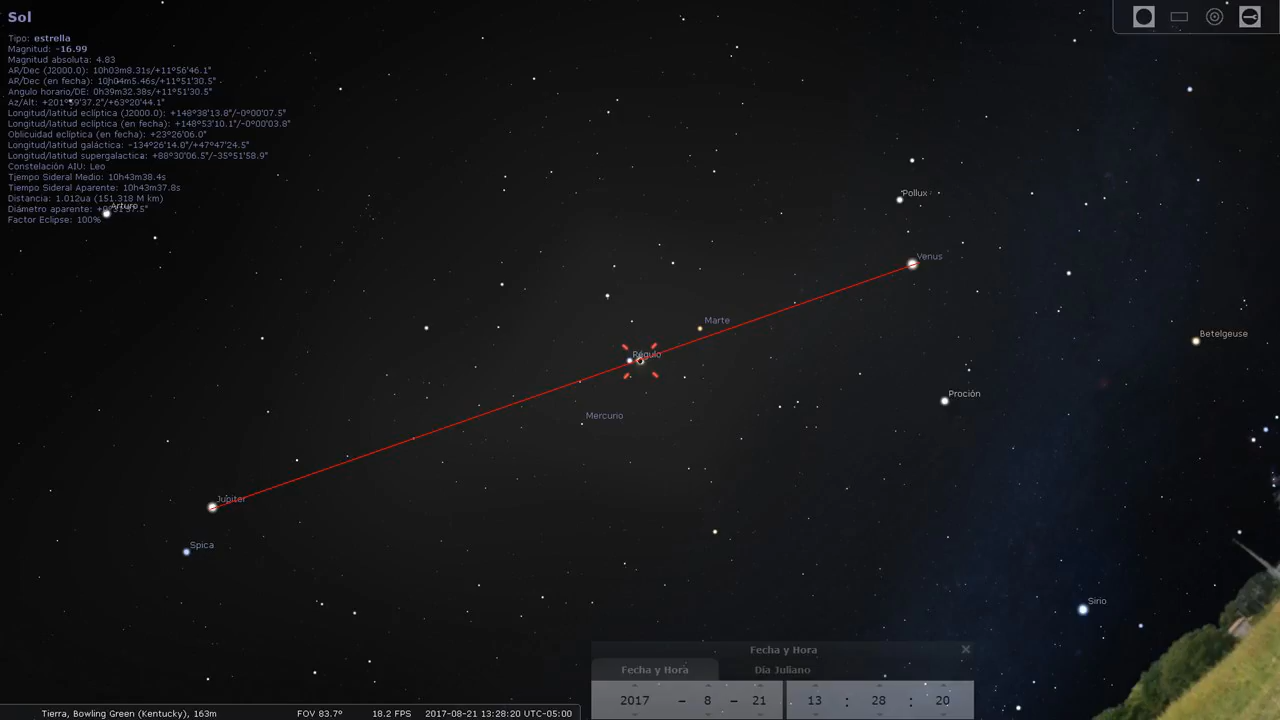 Sol
Tipo: estrella
Magnitud: -16.99
Magnitud absoluta: 4.83
AR/Dec (J2000.0): 10h03m8.31s/+11°56'46.1"
AR/Dec (en fecha): 10h04m5.46s/+11°51'30.5"
Angulo horario/DE: 0h39m32.38s/+11°51'30.5"
Az/Alt: +201°59'37.2"/+63°20'44.1"
Longitud/latitud eclíptica (J2000.0): +148°38'13.8"/-0°00'07.5"
Longitud/latitud eclíptica (en fecha): +148°53'10.1"/-0°00'03.8"
Oblicuidad eclíptica (en fecha): +23°26'06.0"
Longitud/latitud galáctica: -134°26'14.0"/+47°47'24.5"
Longitud/latitud supergalactica: +88°30'06.5"/-35°51'58.9"
Constelación AIU: Leo
Tiempo Sideral Medio: 10h43m38.4s
Tiempo Sideral Aparente: 10h43m37.8s
Distancia: 1.012ua (151.318 M km)
Diámetro aparente:
Factor Eclipse: 100%
Arturo
Pollux
Venus
Marte
Betelgeuse
Régulo
Proción
Mercurio
Júpiter
Spica
Sirio
Fecha y Hora
Fecha y Hora
Día Juliano
2017 - 8 - 21 13 : 28 : 20
Tierra, Bowling Green (Kentucky), 163m FOV 83.7° 18.2 FPS 2017-08-21 13:28:20 UTC-05:00